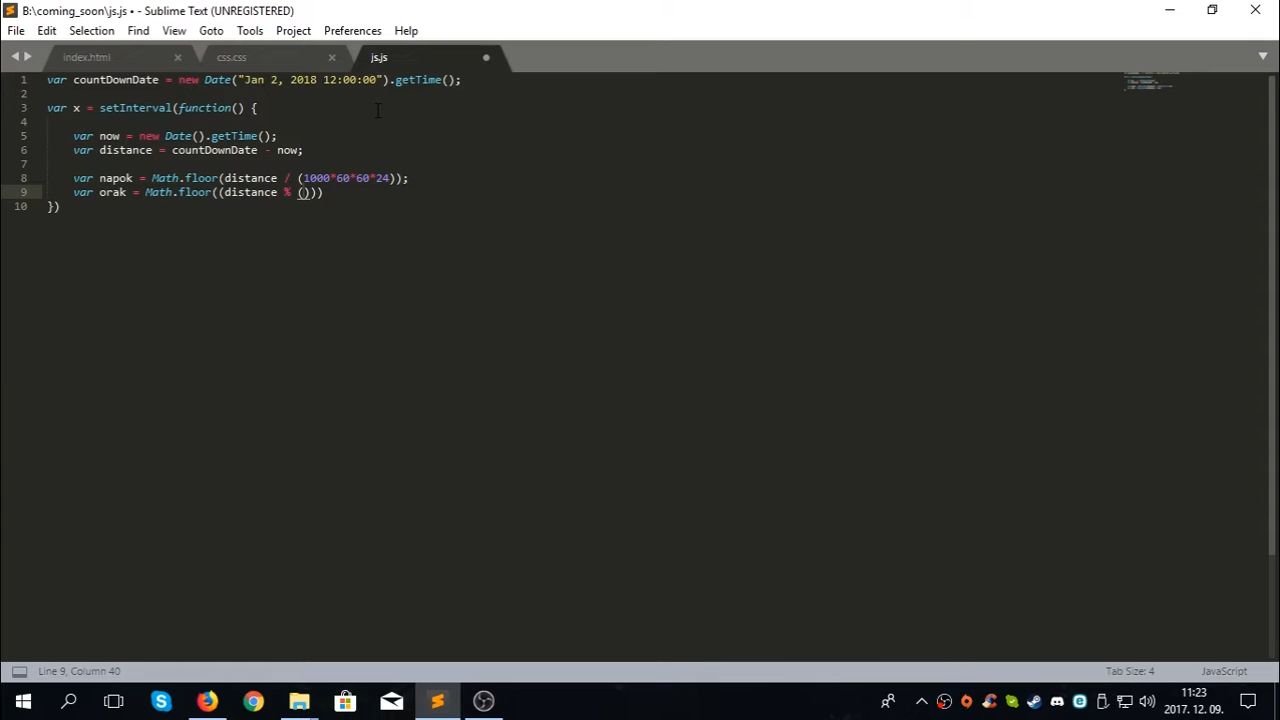 B:\coming_soon\js.js • - Sublime Text (UNREGISTERED)
File Edit Selection Find View Goto Tools Project Preferences Help
index.html css.css js.js
1 var countDownDate = new Date("Jan 2, 2018 12:00:00").getTime();
2
3 var x = setInterval(function() {
4
5 var now = new Date().getTime();
6 var distance = countDownDate - now;
7
8 var napok = Math.floor(distance / (1000*60*60*24));
9 var orak = Math.floor((distance % ()))
10 })
Line 9, Column 40 Tab Size: 4 JavaScript
11:23
2017. 12. 09.